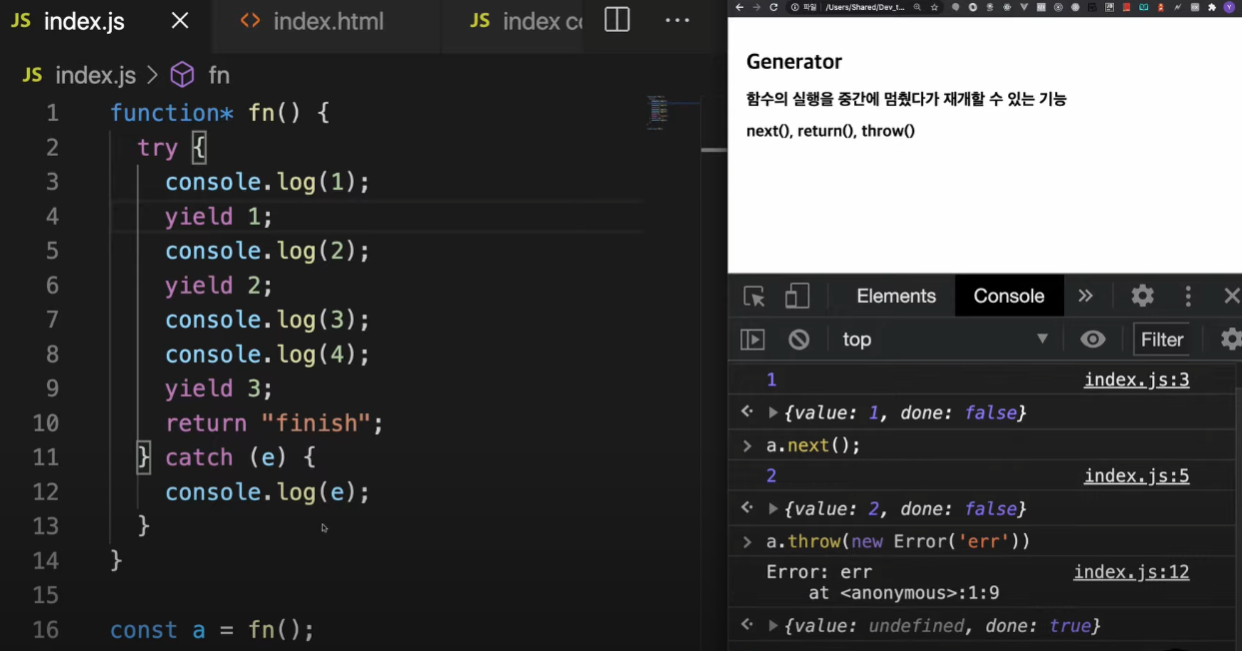 JS index.js
<> index.html
JS index co
JS index.js > fn
1 function* fn() {
2 try {
3 console.log(1);
4 yield 1;
5 console.log(2);
6 yield 2;
7 console.log(3);
8 console.log(4);
9 yield 3;
10 return "finish";
11 } catch (e) {
12 console.log(e);
13 }
14 }
15
16 const a = fn();
파일 /Users/Shared/Dev_t...
Generator
함수의 실행을 중간에 멈췄다가 재개할 수 있는 기능
next(), return(), throw()
Elements Console »
top Filter
1 index.js:3
{value: 1, done: false}
> a.next();
2 index.js:5
{value: 2, done: false}
> a.throw(new Error('err'))
Error: err index.js:12
at <anonymous>:1:9
{value: undefined, done: true}